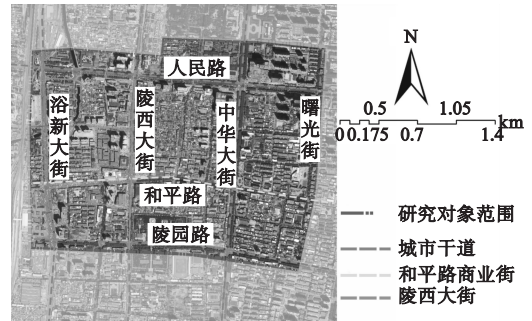 人民路
浴新大街
陵西大街
中华大街
曙光街
和平路
陵园路
N
0.5 1.05
km
0 0.175 0.7 1.4
研究对象范围
城市干道
和平路商业街
陵西大街